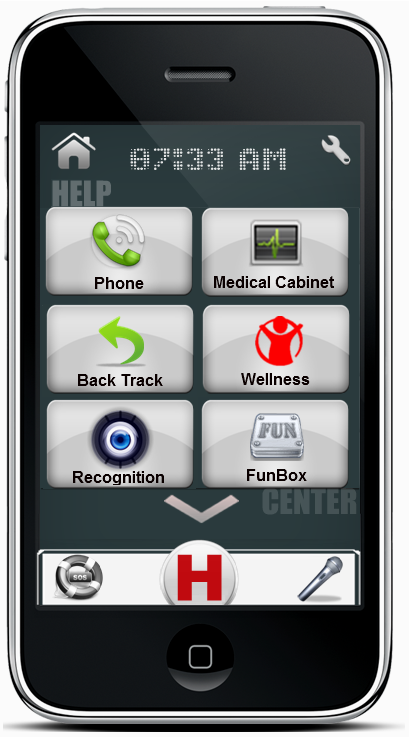 07:33 AM
HELP
Phone
Medical Cabinet
Back Track
Wellness
Recognition
FUN
FunBox
CENTER
SOS
H